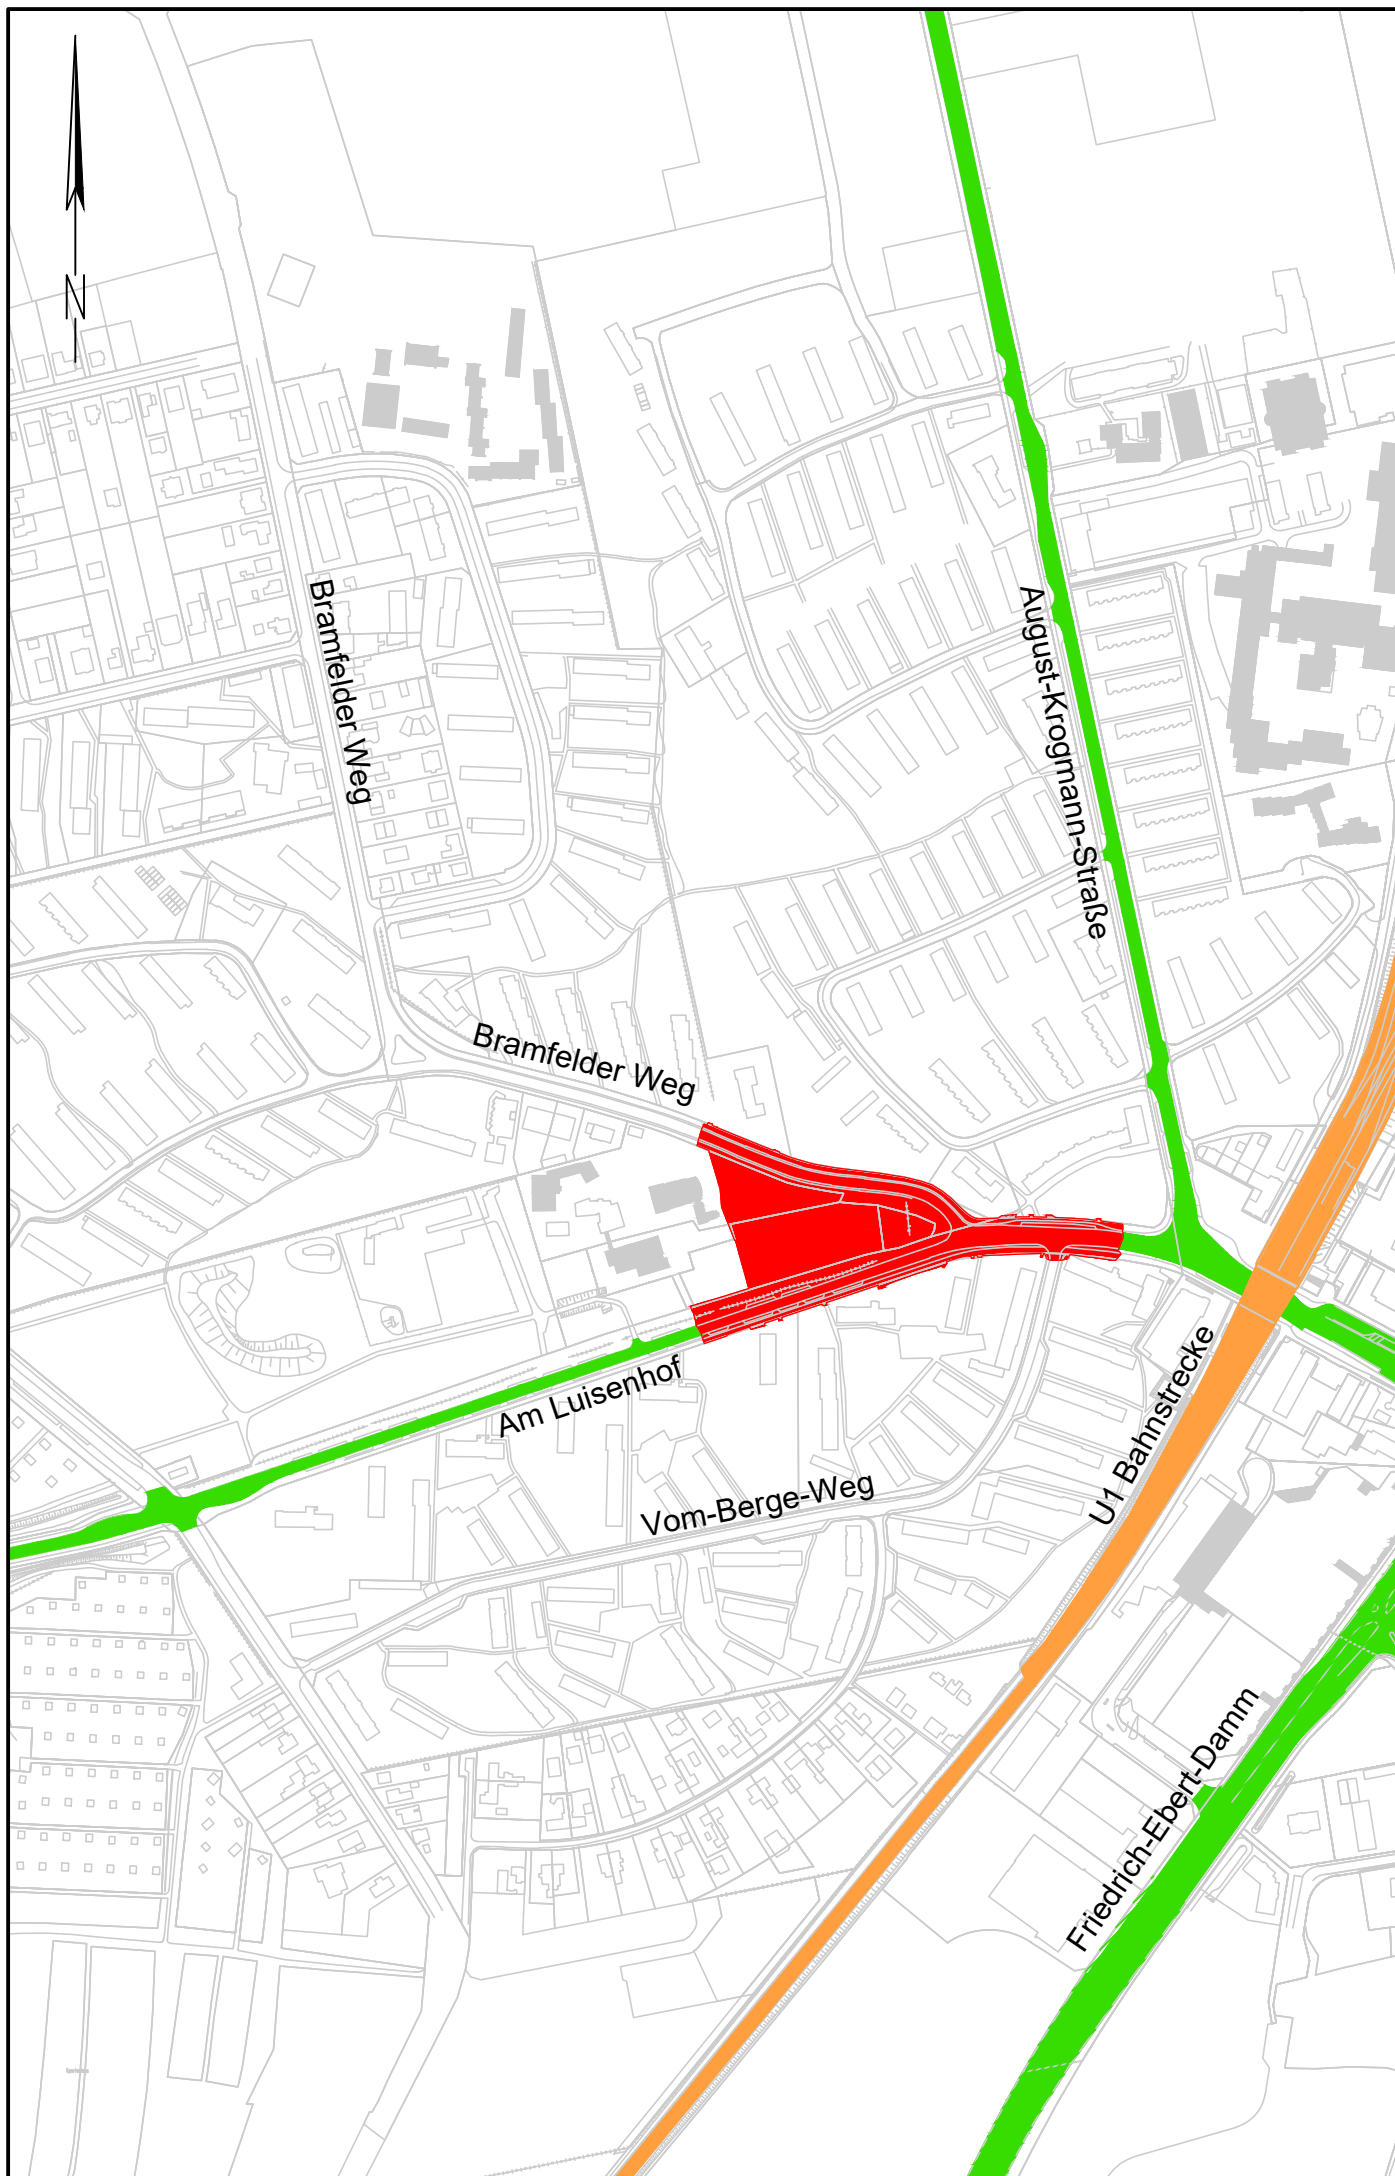 N
Bramfelder Weg
August-Krogmann-Straße
Bramfelder Weg
Am Luisenhof
U1 Bahnstrecke
Vom-Berge-Weg
Friedrich-Ebert-Damm